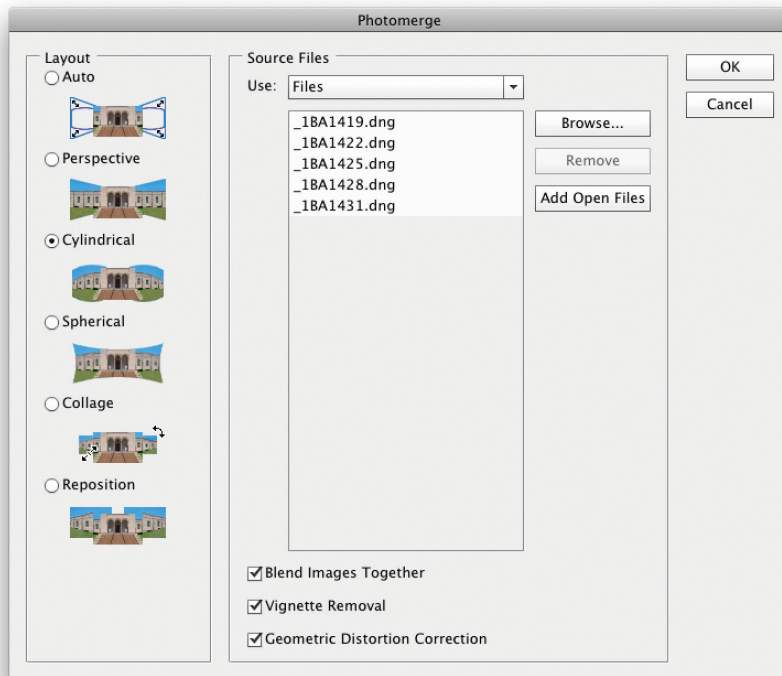 Photomerge
Layout
Auto
Perspective
Cylindrical
Spherical
Collage
Reposition
Source Files
Use: Files
_1BA1419.dng
_1BA1422.dng
_1BA1425.dng
_1BA1428.dng
_1BA1431.dng
Browse...
Remove
Add Open Files
Blend Images Together
Vignette Removal
Geometric Distortion Correction
OK
Cancel